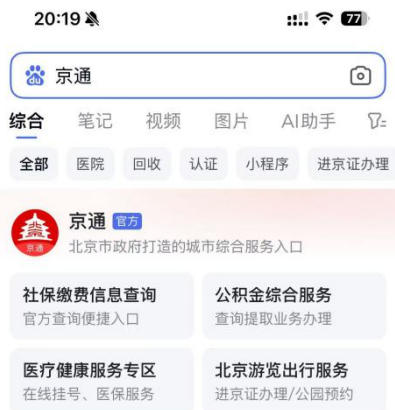 20:19
77
du 京通
综合 笔记 视频 图片 AI助手
全部 医院 回收 认证 小程序 进京证办理
京通 官方
京通
北京市政府打造的城市综合服务入口
社保缴费信息查询 公积金综合服务
官方查询便捷入口 查询提取业务办理
医疗健康服务专区 北京游览出行服务
在线挂号、医保服务 进京证办理/公园预约